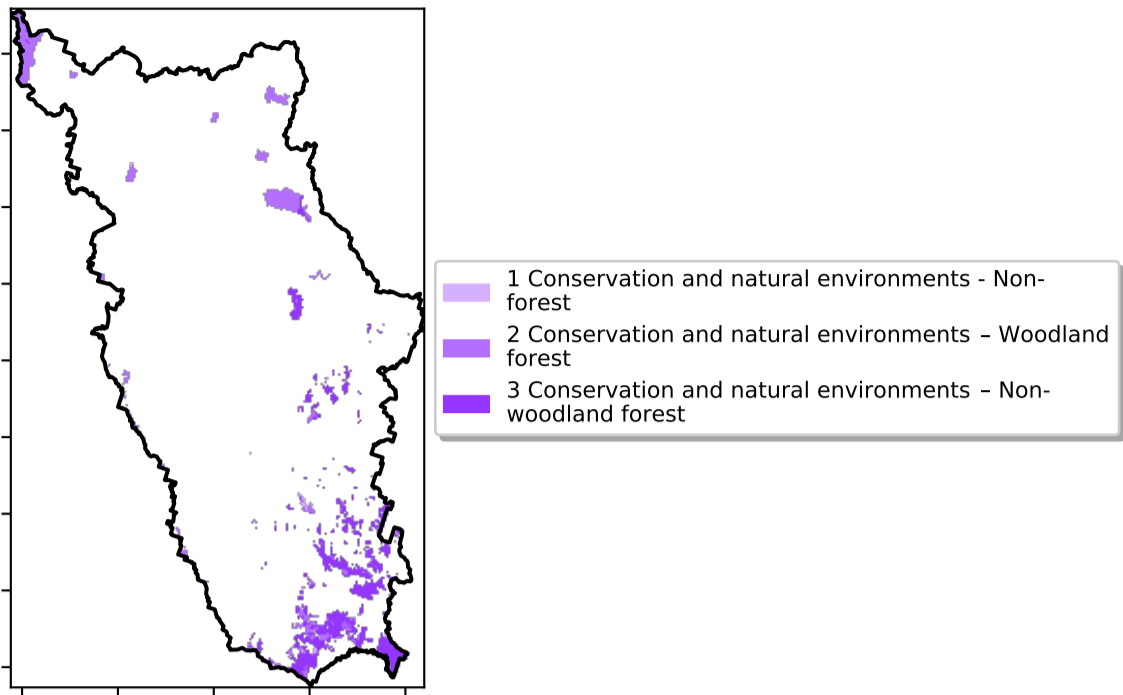 1 Conservation and natural environments - Non-
forest
2 Conservation and natural environments – Woodland
forest
3 Conservation and natural environments – Non-
woodland forest